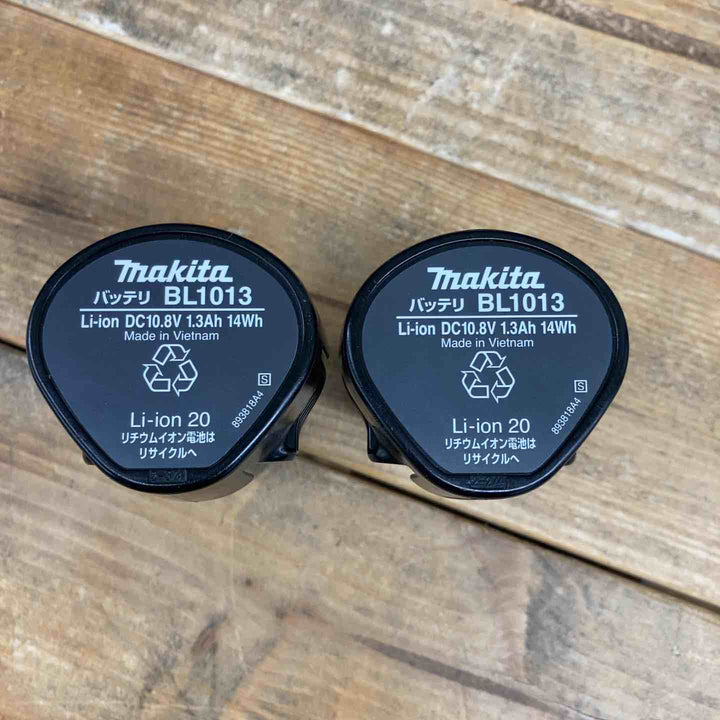 makita
バッテリ BL1013
Li-ion DC10.8V 1.3Ah 14Wh
Made in Vietnam
S
893818A4
Li-ion 20
リチウムイオン電池は
リサイクルへ
makita
バッテリ BL1013
Li-ion DC10.8V 1.3Ah 14Wh
Made in Vietnam
S
893818A4
Li-ion 20
リチウムイオン電池は
リサイクルへ